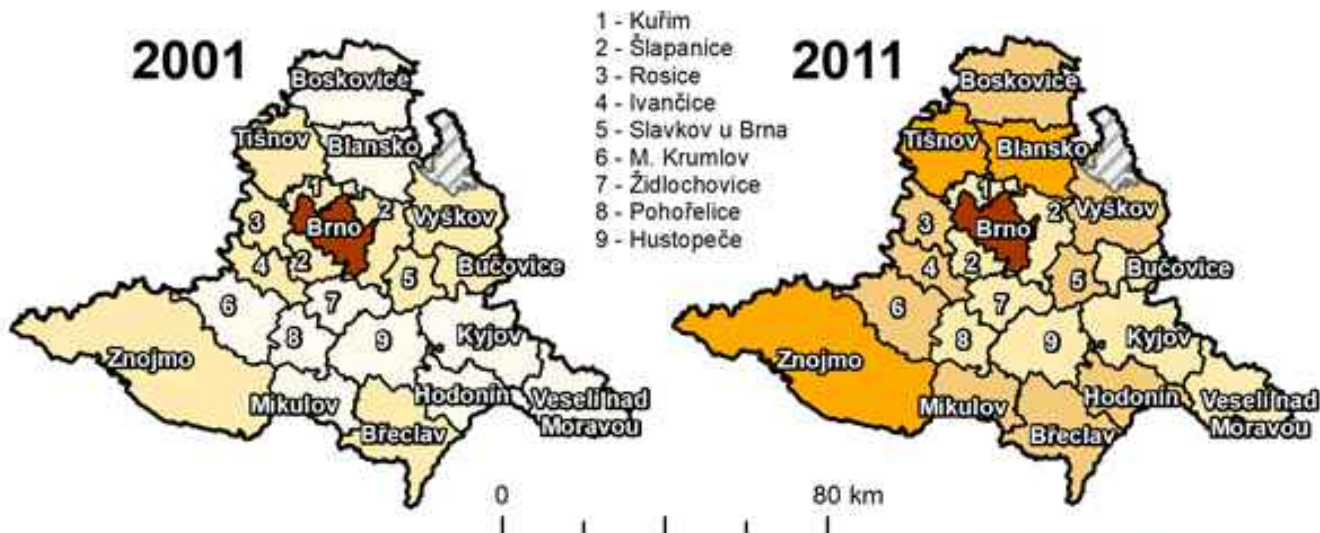 2001
Boskovice
Tišnov
Blansko
1
2
3
Brno
Vyškov
4
2
5
Bučovice
6
7
8
9
Kyjov
Znojmo
Mikulov
Hodonín
Veselí nad
Moravou
Břeclav
1 - Kuřim
2 - Šlapanice
3 - Rosice
4 - Ivančice
5 - Slavkov u Brna
6 - M. Krumlov
7 - Židlochovice
8 - Pohořelice
9 - Hustopeče
2011
Boskovice
Tišnov
Blansko
1
2
3
Brno
Vyškov
4
2
5
Bučovice
6
7
8
9
Kyjov
Znojmo
Mikulov
Hodonín
Veselí nad
Moravou
Břeclav
0 80 km